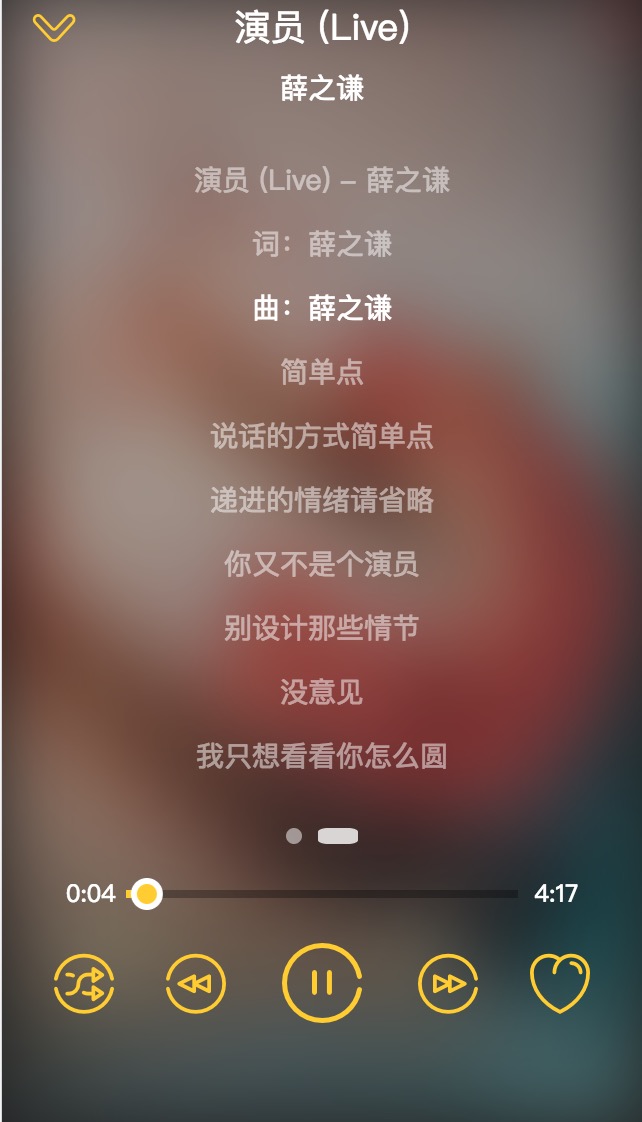 演员 (Live)
薛之谦
演员 (Live) – 薛之谦
词：薛之谦
曲：薛之谦
简单点
说话的方式简单点
递进的情绪请省略
你又不是个演员
别设计那些情节
没意见
我只想看看你怎么圆
0:04 4:17